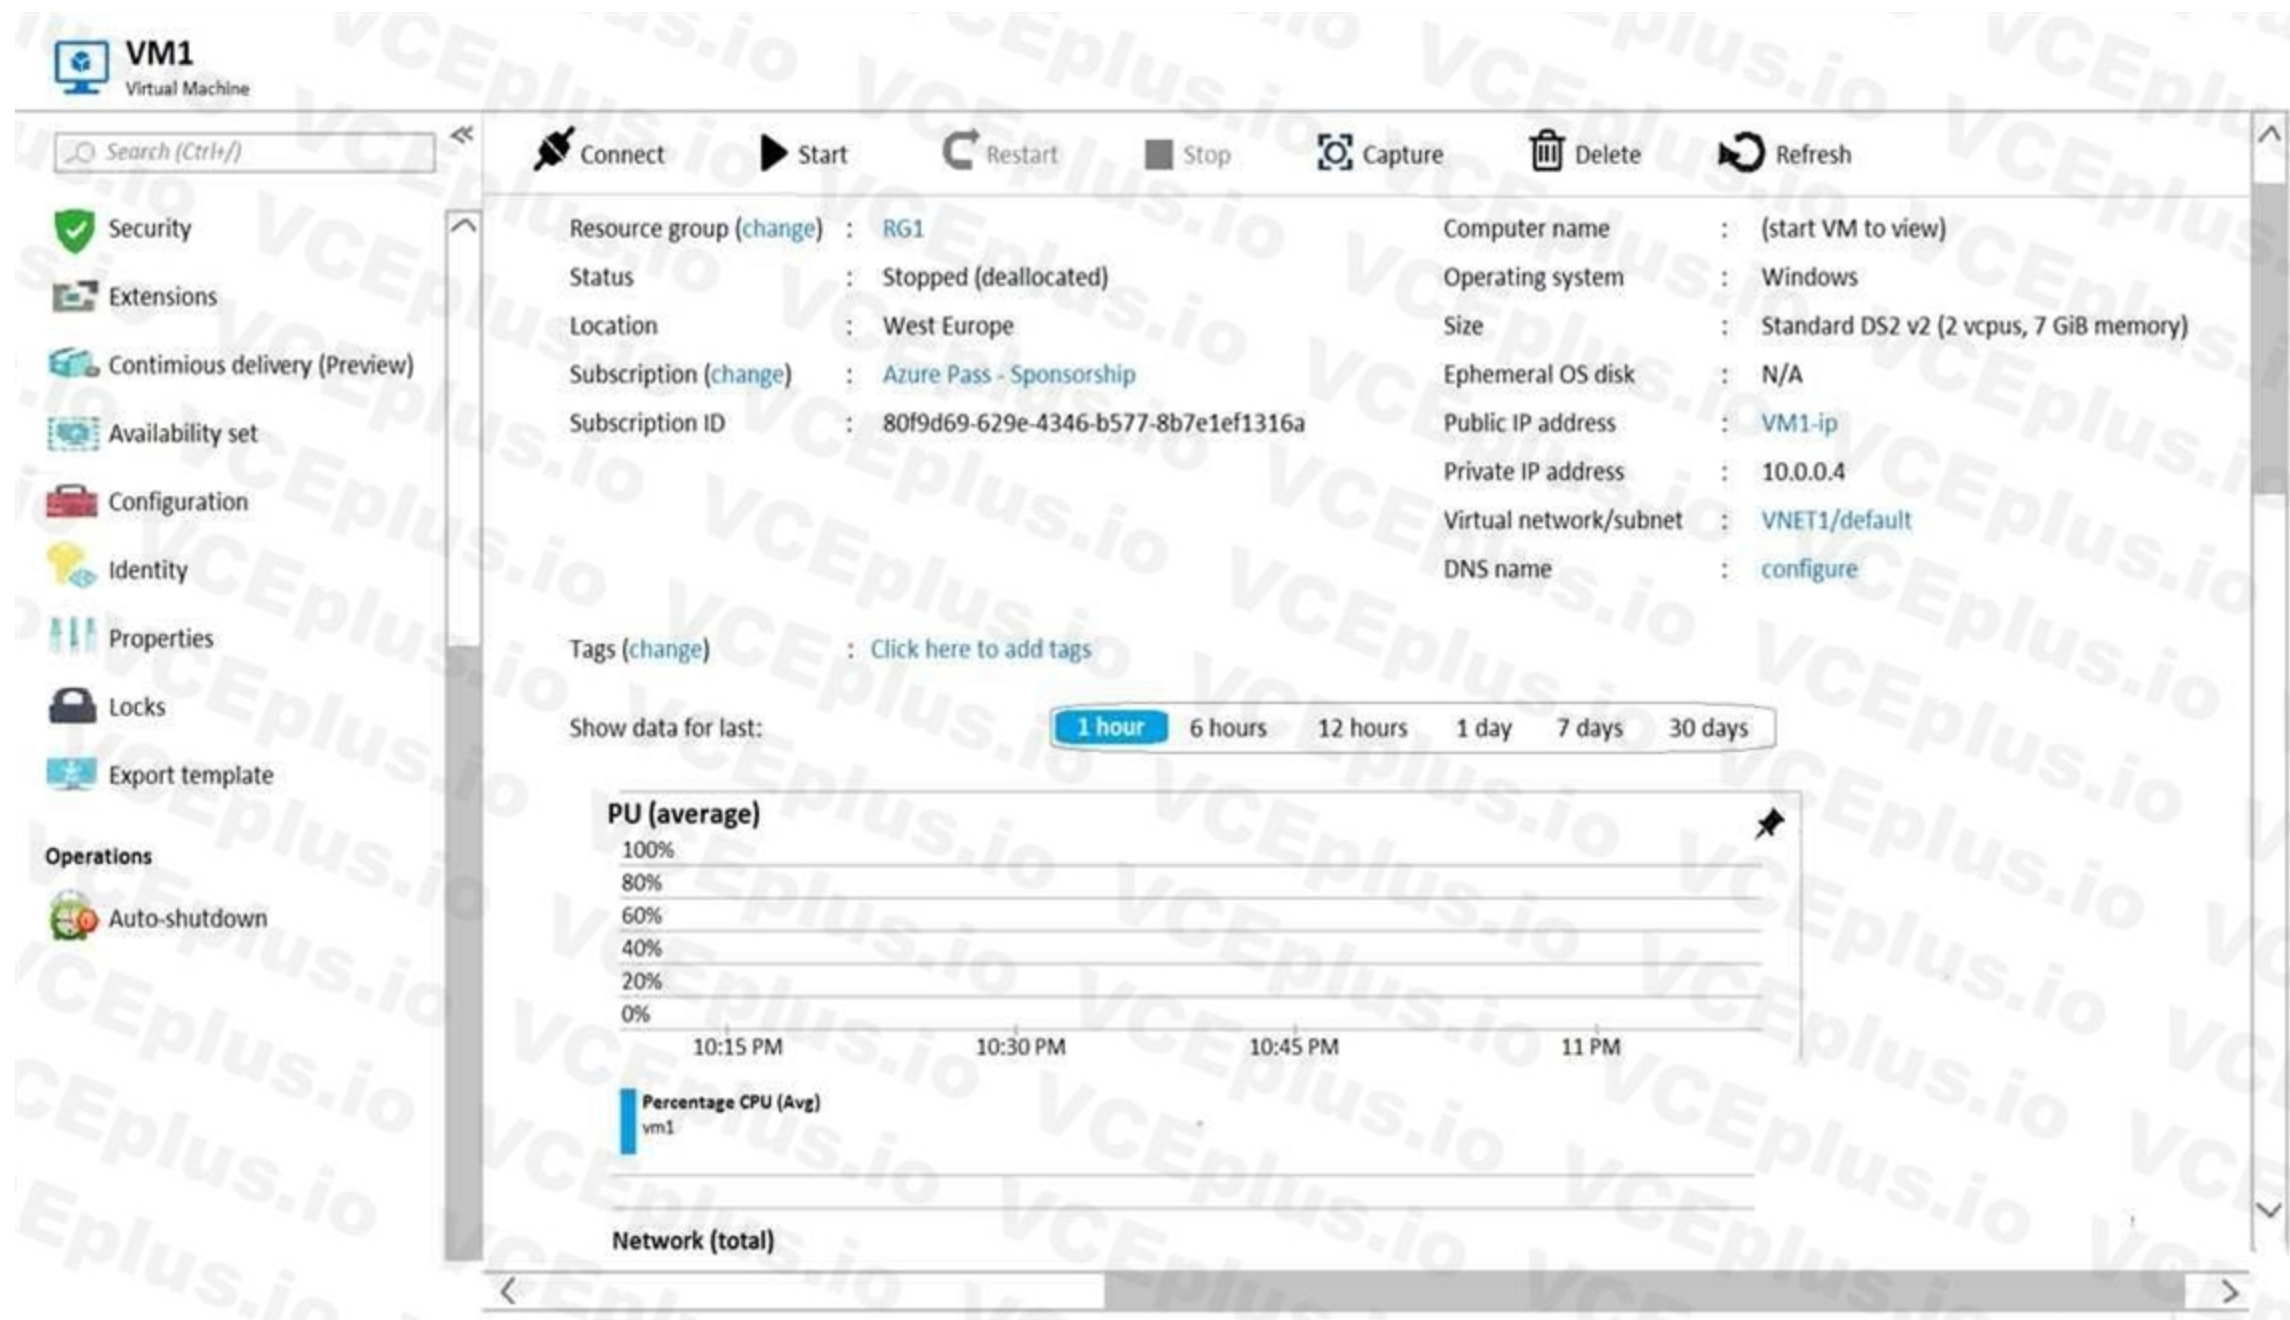 VM1
Virtual Machine
Search (Ctrl+/)
Security
Extensions
Contimious delivery (Preview)
Availability set
Configuration
Identity
Properties
Locks
Export template
Operations
Auto-shutdown
Connect Start Restart Stop Capture Delete Refresh
Resource group (change) : RG1
Status : Stopped (deallocated)
Location : West Europe
Subscription (change) : Azure Pass - Sponsorship
Subscription ID : 80f9d69-629e-4346-b577-8b7e1ef1316a
Computer name : (start VM to view)
Operating system : Windows
Size : Standard DS2 v2 (2 vcpus, 7 GiB memory)
Ephemeral OS disk : N/A
Public IP address : VM1-ip
Private IP address : 10.0.0.4
Virtual network/subnet : VNET1/default
DNS name : configure
Tags (change) : Click here to add tags
Show data for last: 1 hour 6 hours 12 hours 1 day 7 days 30 days
PU (average)
100%
80%
60%
40%
20%
0%
10:15 PM 10:30 PM 10:45 PM 11 PM
Percentage CPU (Avg)
vm1
Network (total)
VCEplus.io